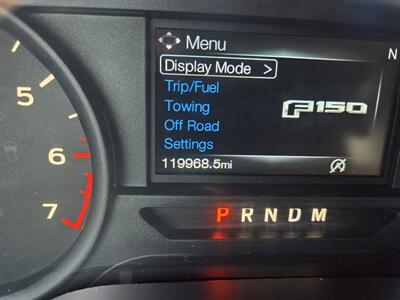 Menu
N
Display Mode >
Trip/Fuel
Towing
F150
Off Road
Settings
119968.5mi
5
6
7
P R N D M